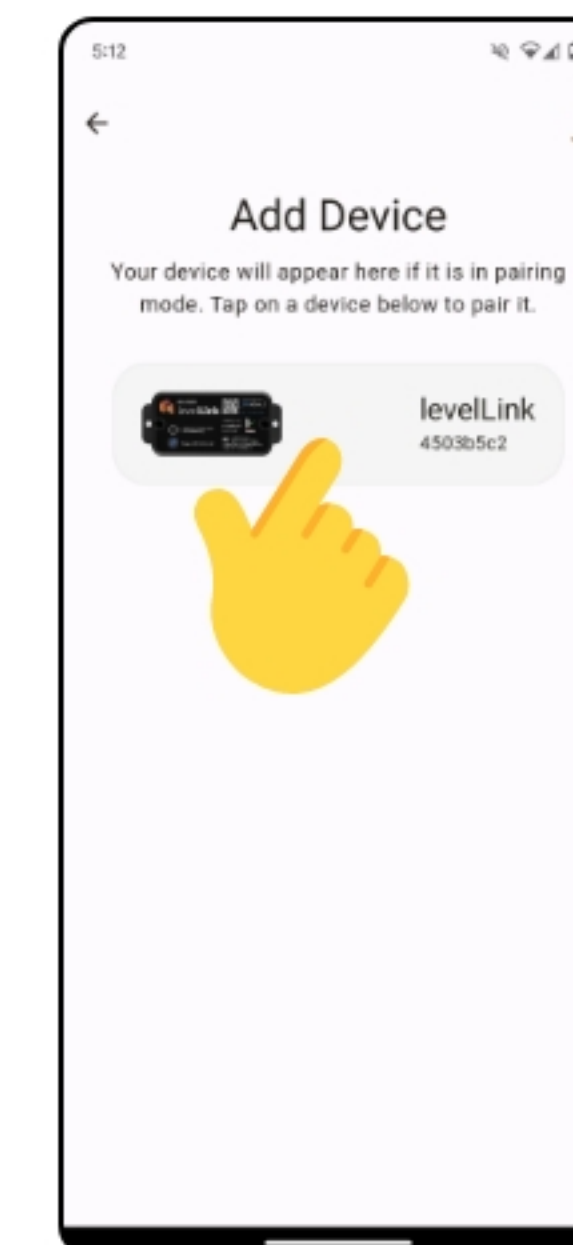 5:12
Add Device
Your device will appear here if it is in pairing
mode. Tap on a device below to pair it.
levelLink
levelLink
4503b5c2